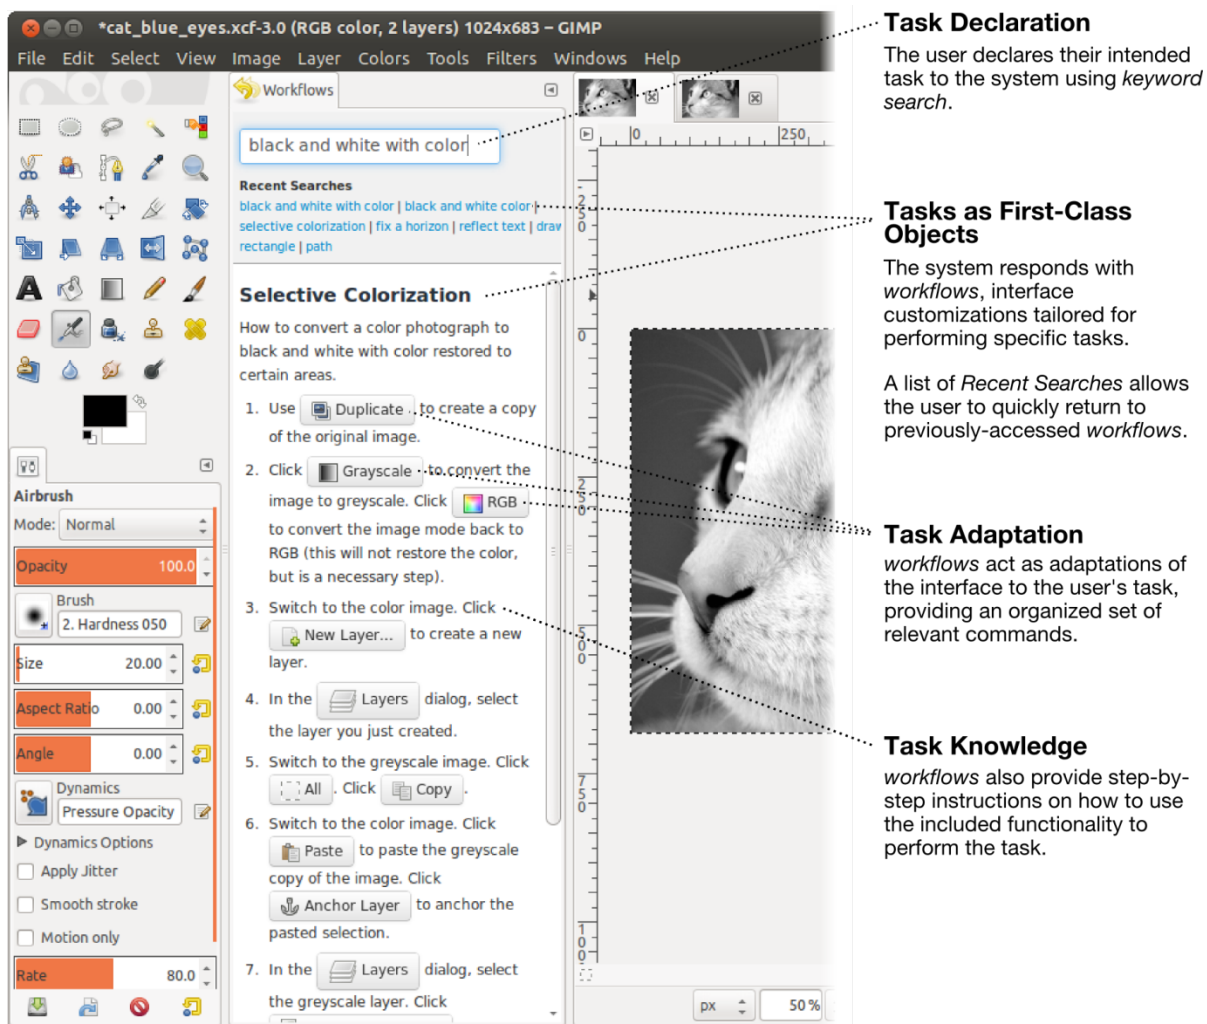 *cat_blue_eyes.xcf-3.0 (RGB color, 2 layers) 1024x683 – GIMP
File Edit Select View Image Layer Colors Tools Filters Windows Help
Workflows
black and white with color
Recent Searches
black and white with color | black and white color |
selective colorization | fix a horizon | reflect text | draw
rectangle | path
Selective Colorization
How to convert a color photograph to
black and white with color restored to
certain areas.
1. Use Duplicate to create a copy
of the original image.
2. Click Grayscale to convert the
image to greyscale. Click RGB
to convert the image mode back to
RGB (this will not restore the color,
but is a necessary step).
3. Switch to the color image. Click
New Layer... to create a new
layer.
4. In the Layers dialog, select
the layer you just created.
5. Switch to the greyscale image. Click
All . Click Copy .
6. Switch to the color image. Click
Paste to paste the greyscale
copy of the image. Click
Anchor Layer to anchor the
pasted selection.
7. In the Layers dialog, select
the greyscale layer. Click
Airbrush
Mode: Normal
Opacity 100.0
Brush
2. Hardness 050
Size 20.00
Aspect Ratio 0.00
Angle 0.00
Dynamics
Pressure Opacity
Dynamics Options
Apply Jitter
Smooth stroke
Motion only
Rate 80.0
0 250
-250
0
250
500
750
1000
px 50 %
Task Declaration
The user declares their intended
task to the system using keyword
search.
Tasks as First-Class
Objects
The system responds with
workflows, interface
customizations tailored for
performing specific tasks.
A list of Recent Searches allows
the user to quickly return to
previously-accessed workflows.
Task Adaptation
workflows act as adaptations of
the interface to the user's task,
providing an organized set of
relevant commands.
Task Knowledge
workflows also provide step-by-
step instructions on how to use
the included functionality to
perform the task.